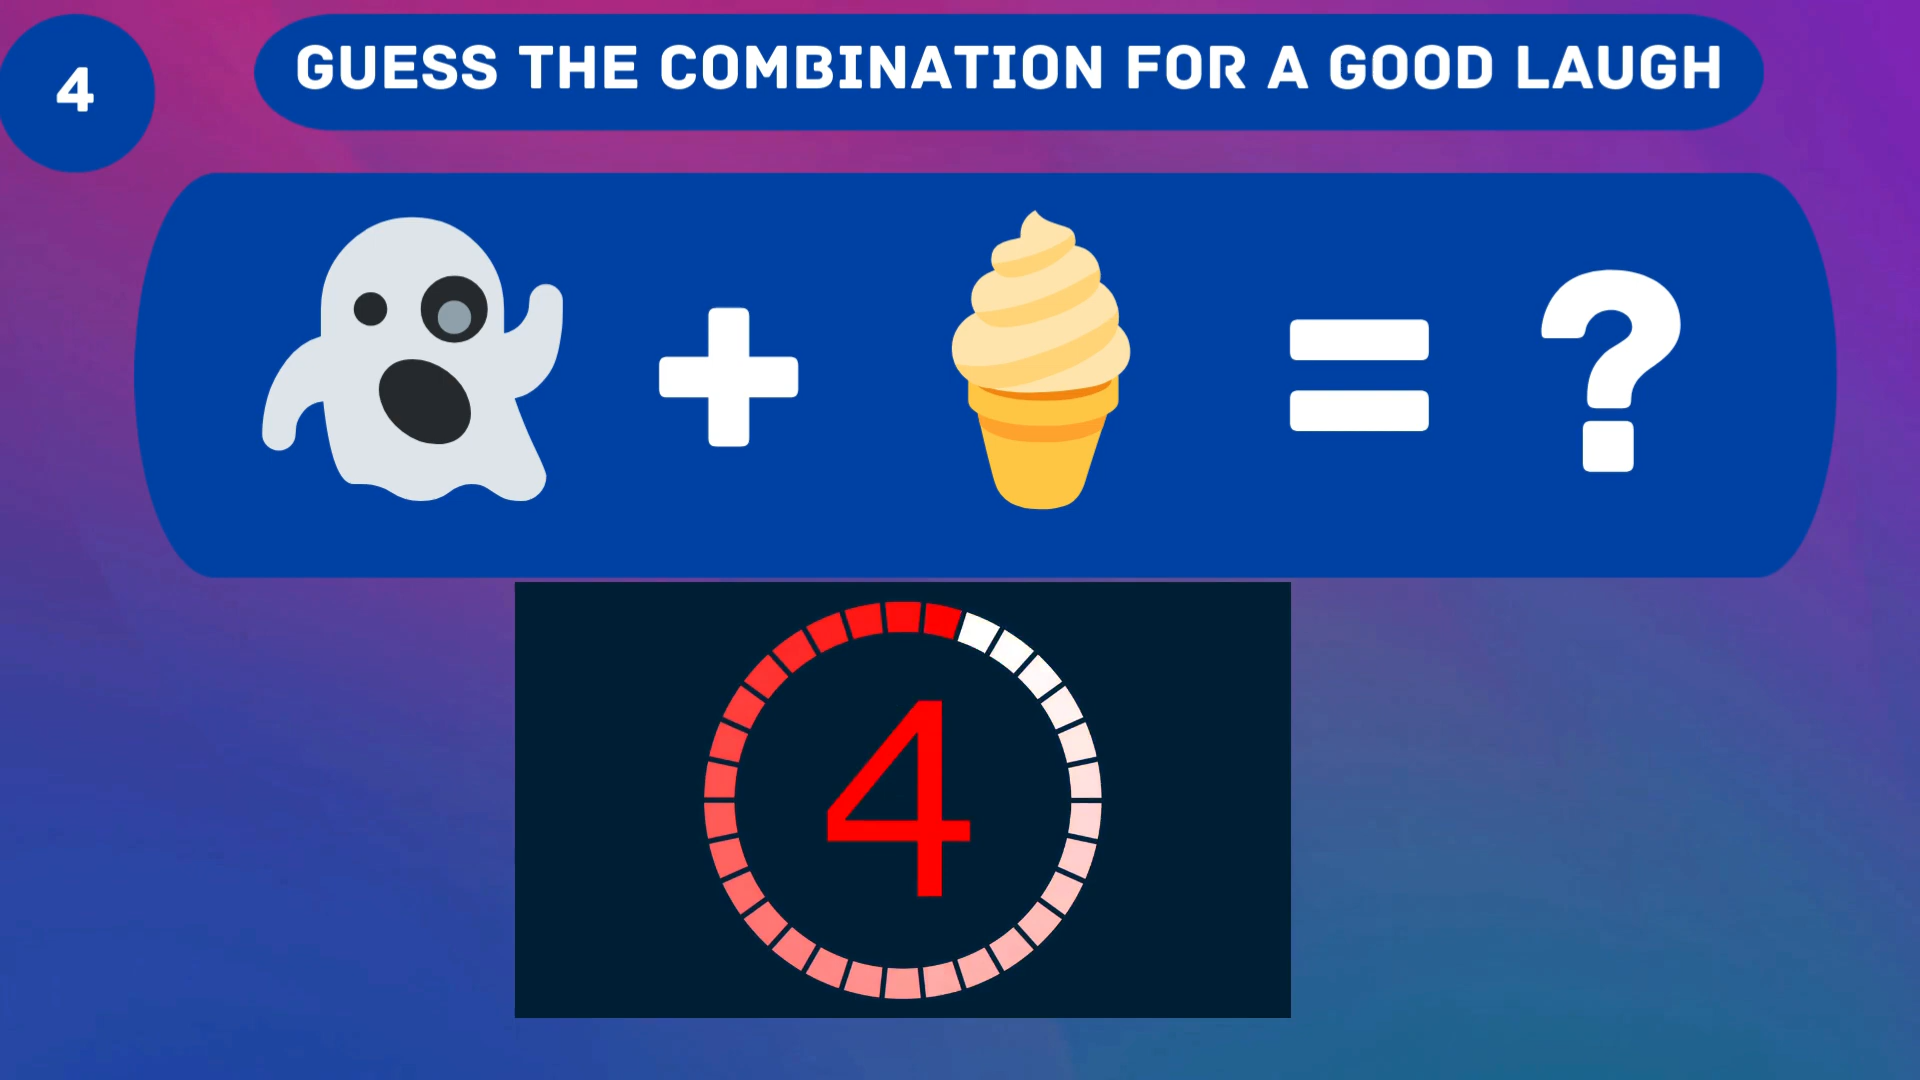 4
GUESS THE COMBINATION FOR A GOOD LAUGH
+ = ?
4